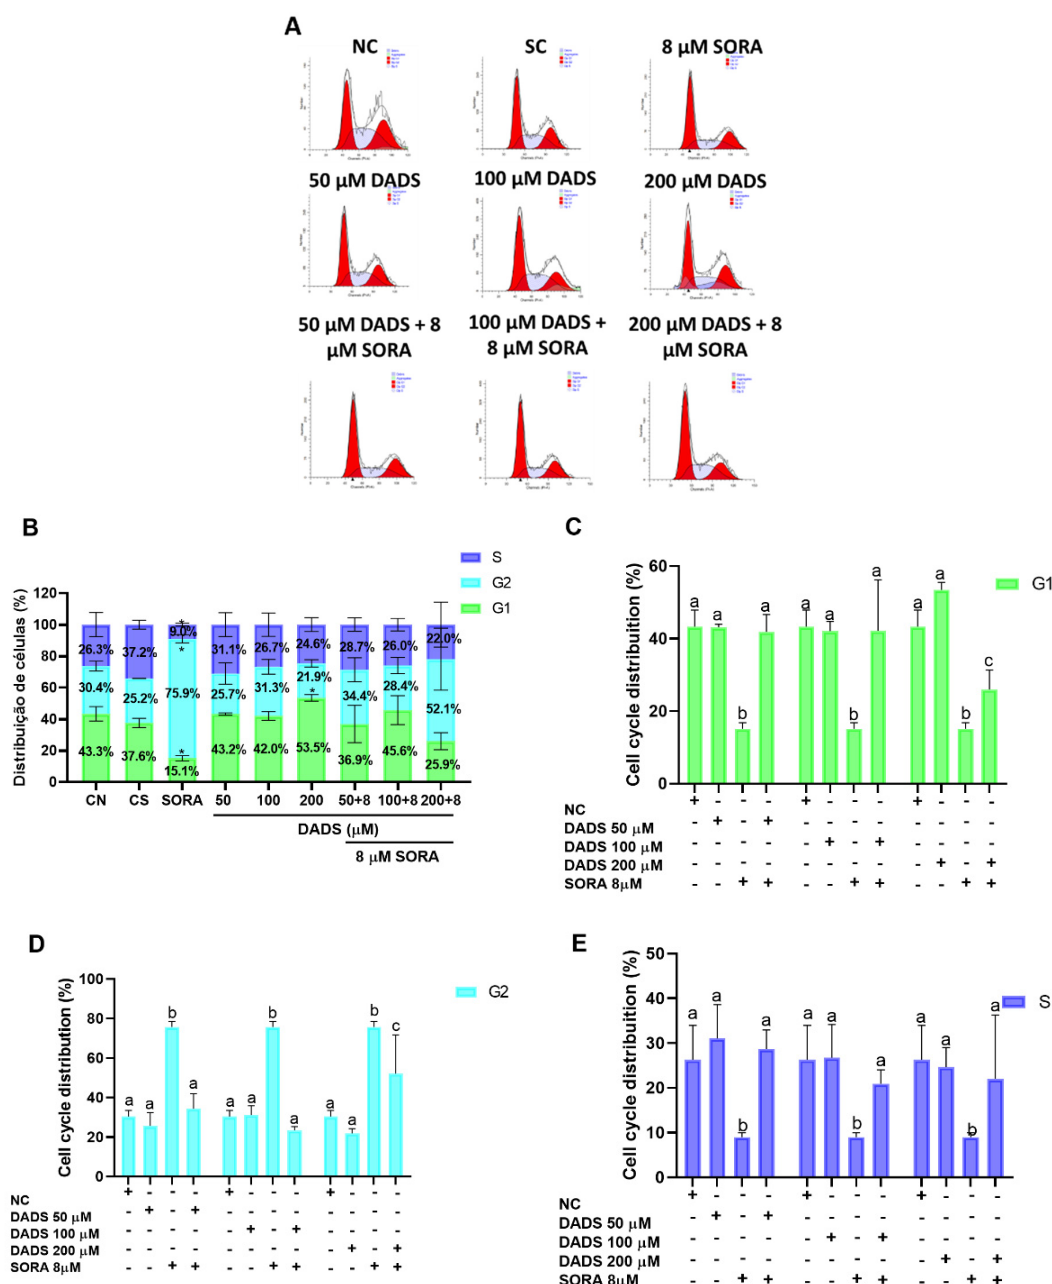 A
NC SC 8 µM SORA
50 µM DADS 100 µM DADS 200 µM DADS
50 µM DADS + 8 µM SORA
100 µM DADS + 8 µM SORA
200 µM DADS + 8 µM SORA
B
S
G2
G1
Distribuição de células (%)
120
100
80
60
40
20
0
26.3% 37.2% 9.0% 31.1% 26.7% 24.6% 28.7% 26.0% 22.0%
30.4% 25.2% 75.9% 25.7% 31.3% 21.9% 34.4% 28.4% 52.1%
43.3% 37.6% 15.1% 43.2% 42.0% 53.5% 36.9% 45.6% 25.9%
* * * *
CN CS SORA 50 100 200 50+8 100+8 200+8
DADS (µM)
8 µM SORA
C
G1
Cell cycle distribution (%)
60
40
20
0
a a b a a a b a a a b c
NC + - - - + - - - + - - -
DADS 50 µM - + - + - - - - - - - -
DADS 100 µM - - - - - + - + - - - -
DADS 200 µM - - - - - - - - - + - +
SORA 8µM - - + + - - + + - - + +
D
G2
Cell cycle distribution (%)
100
80
60
40
20
0
a a b a a a b a a a b c
NC + - - - + - - - + - - -
DADS 50 µM - + - + - - - - - - - -
DADS 100 µM - - - - - + - + - - - -
DADS 200 µM - - - - - - - - - + - +
SORA 8µM - - + + - - + + - - + +
E
S
Cell cycle distribuition (%)
50
40
30
20
10
0
a a b a a a b a a a b a
NC + - - - + - - - + - - -
DADS 50 µM - + - + - - - - - - - -
DADS 100 µM - - - - - + - + - - - -
DADS 200 µM - - - - - - - - - + - +
SORA 8µM - - + + - - + + - - + +